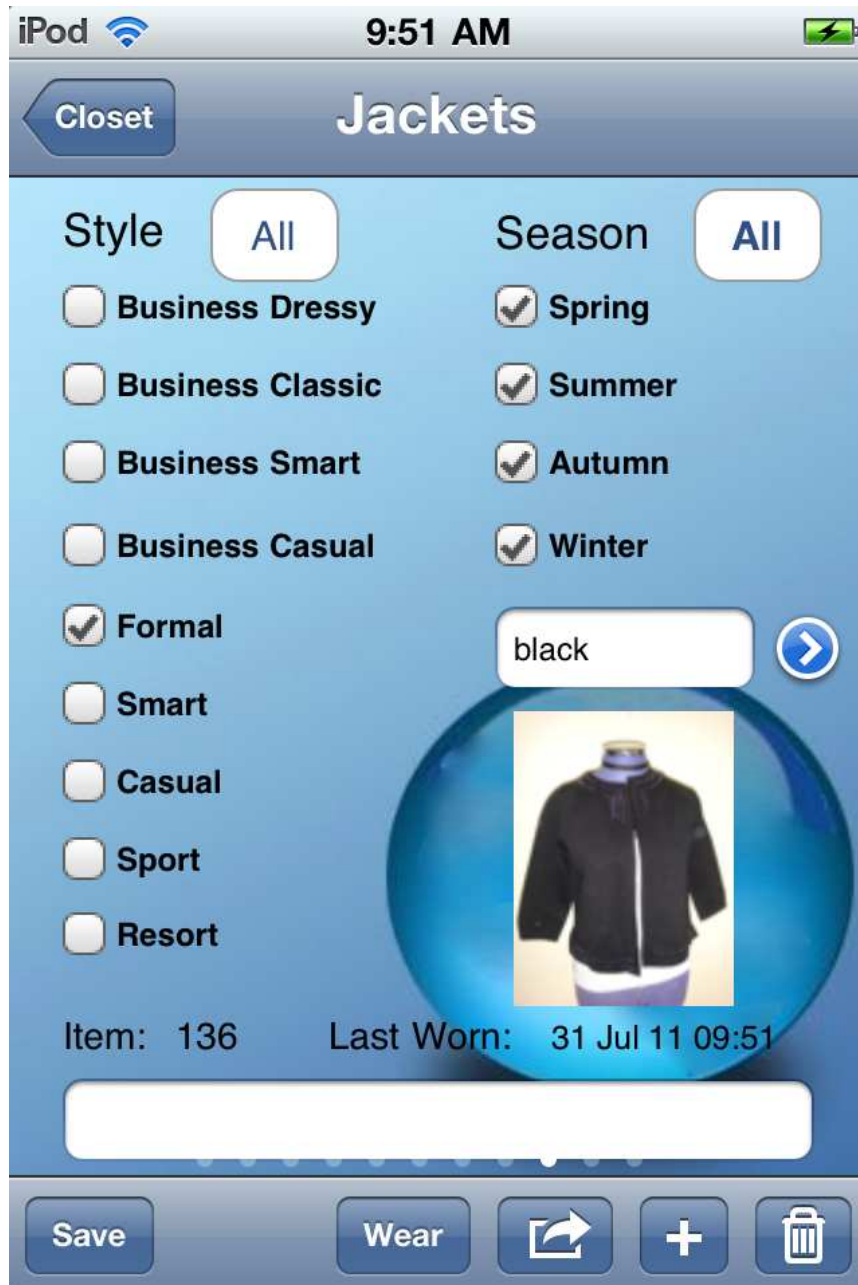 iPod 9:51 AM
Closet Jackets
Style All Season All
Business Dressy Spring
Business Classic Summer
Business Smart Autumn
Business Casual Winter
Formal
black
Smart
Casual
Sport
Resort
Item: 136 Last Worn: 31 Jul 11 09:51
Save Wear +